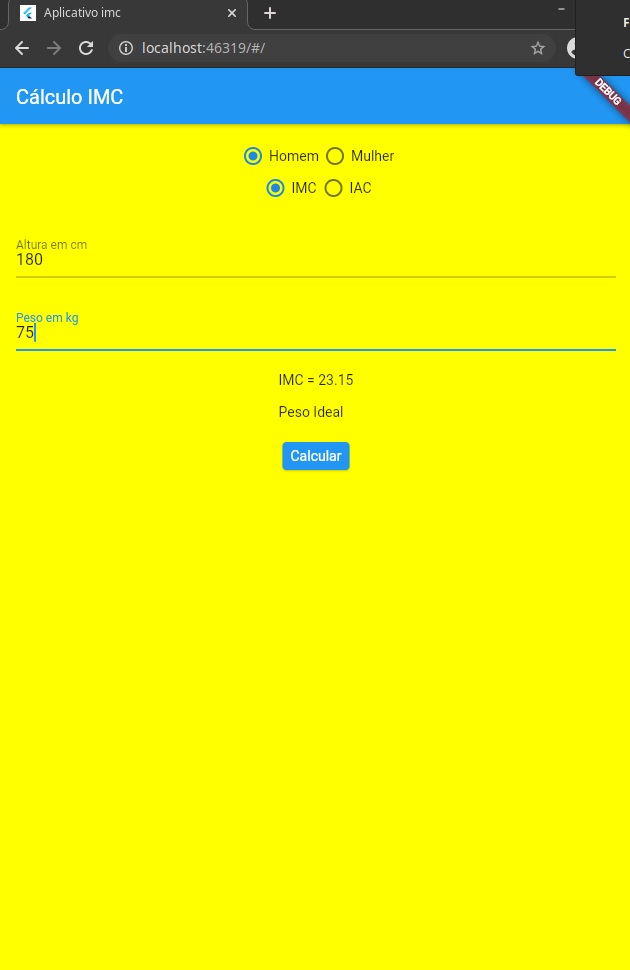 Aplicativo imc
localhost:46319/#/
Cálculo IMC
DEBUG
Homem Mulher
IMC IAC
Altura em cm
180
Peso em kg
75
IMC = 23.15
Peso Ideal
Calcular